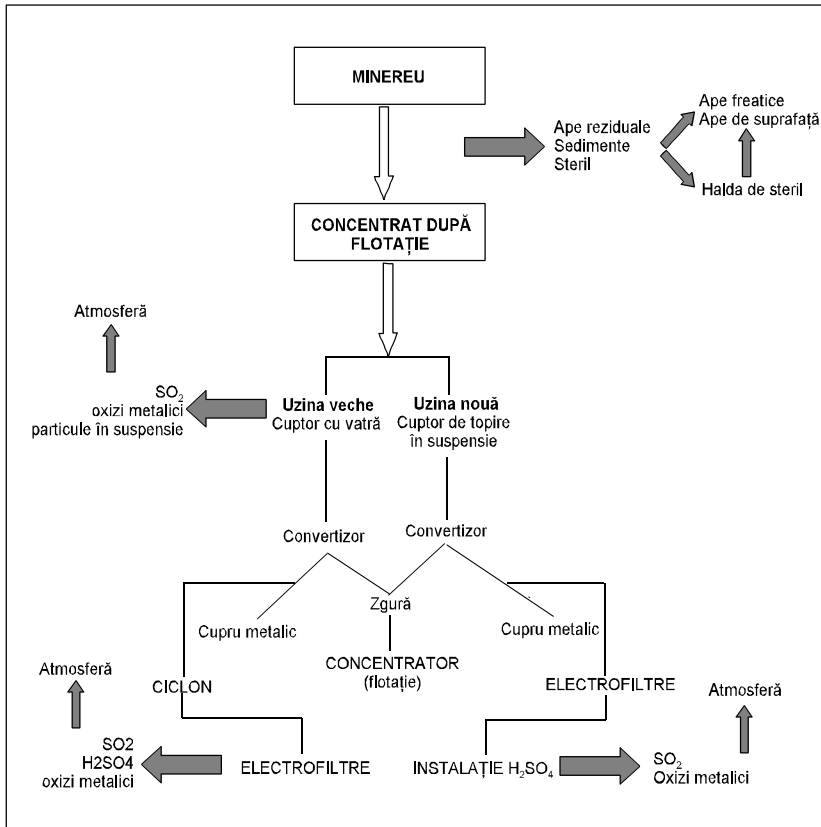 MINEREU
Ape reziduale
Sedimente
Steril
Ape freatice
Ape de suprafață
Halda de steril
CONCENTRAT DUPĂ
FLOTAȚIE
Atmosferă
SO₂
oxizi metalici
particule în suspensie
Uzina veche
Cuptor cu vatră
Uzina nouă
Cuptor de topire
în suspensie
Convertizor
Convertizor
Zgură
Cupru metalic
Cupru metalic
CONCENTRATOR
(flotație)
CICLON
ELECTROFILTRE
Atmosferă
Atmosferă
SO2
H2SO4
oxizi metalici
ELECTROFILTRE
INSTALAȚIE H₂SO₄
SO₂
Oxizi metalici